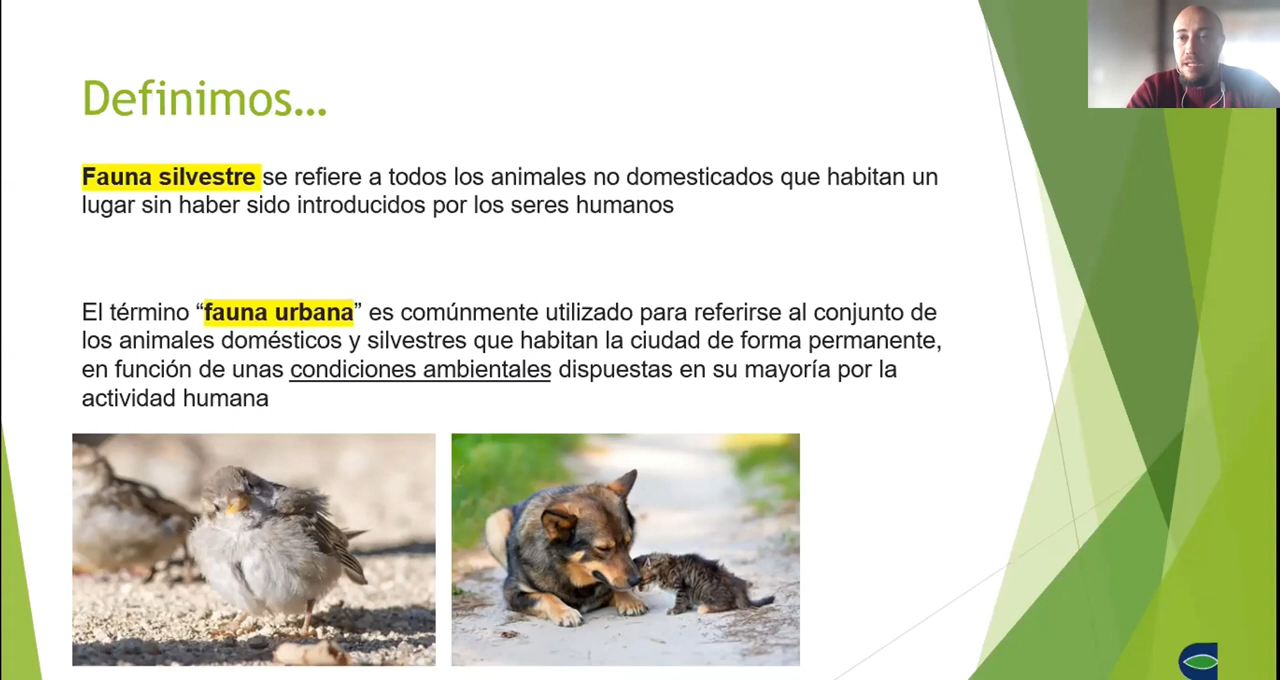 Definimos...
Fauna silvestre se refiere a todos los animales no domesticados que habitan un
lugar sin haber sido introducidos por los seres humanos
El término “fauna urbana” es comúnmente utilizado para referirse al conjunto de
los animales domésticos y silvestres que habitan la ciudad de forma permanente,
en función de unas condiciones ambientales dispuestas en su mayoría por la
actividad humana